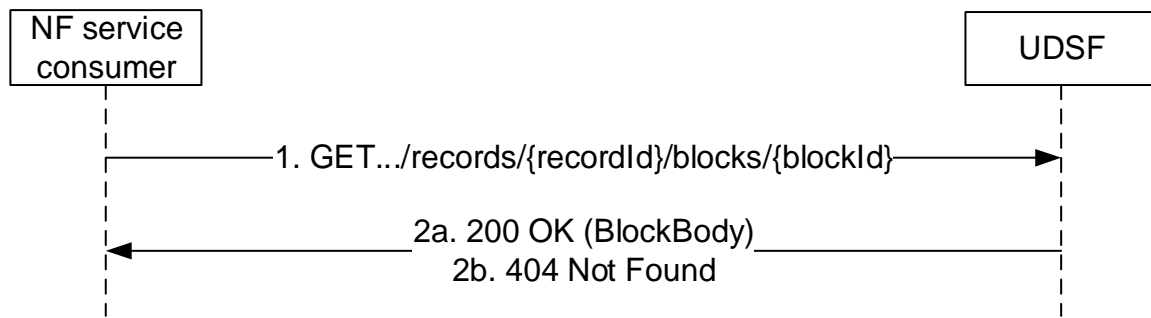 NF service
consumer
UDSF
1. GET.../records/{recordId}/blocks/{blockId}
2a. 200 OK (BlockBody)
2b. 404 Not Found